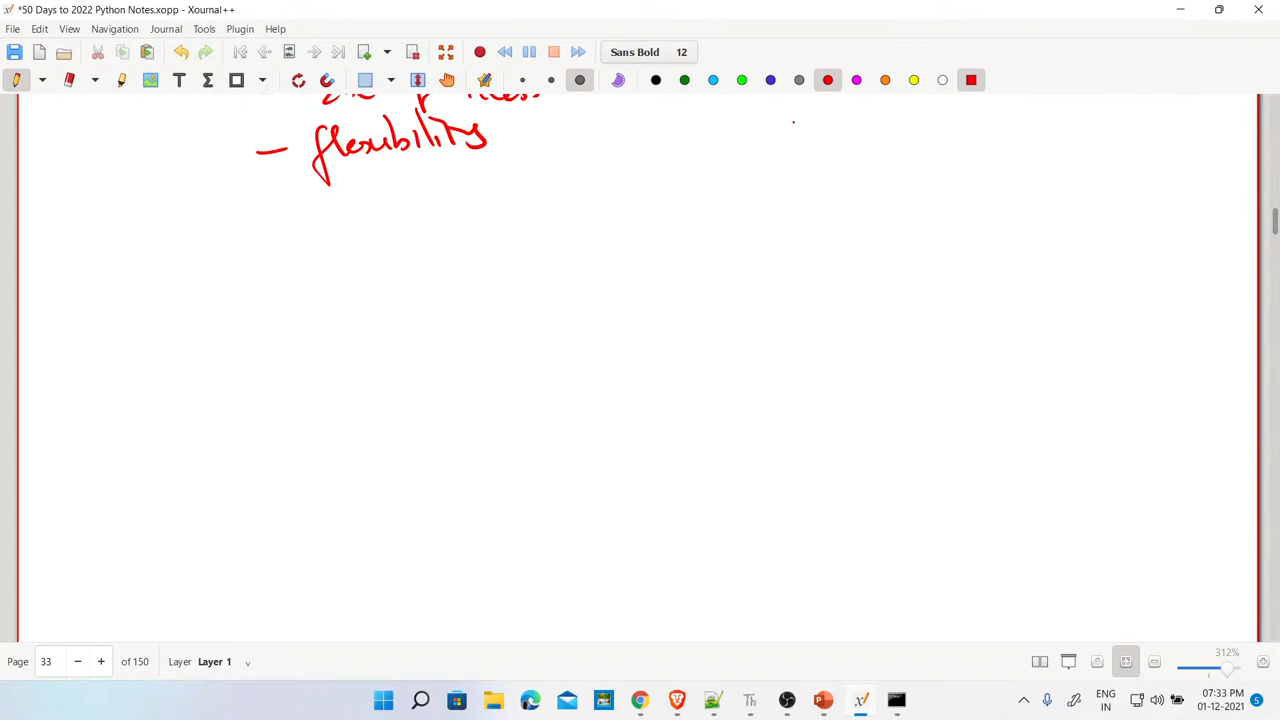 *50 Days to 2022 Python Notes.xopp - Xournal++
File Edit View Navigation Journal Tools Plugin Help
Sans Bold 12
- flexibility
Page 33 of 150 Layer Layer 1
312%
ENG
IN
07:33 PM
01-12-2021
5